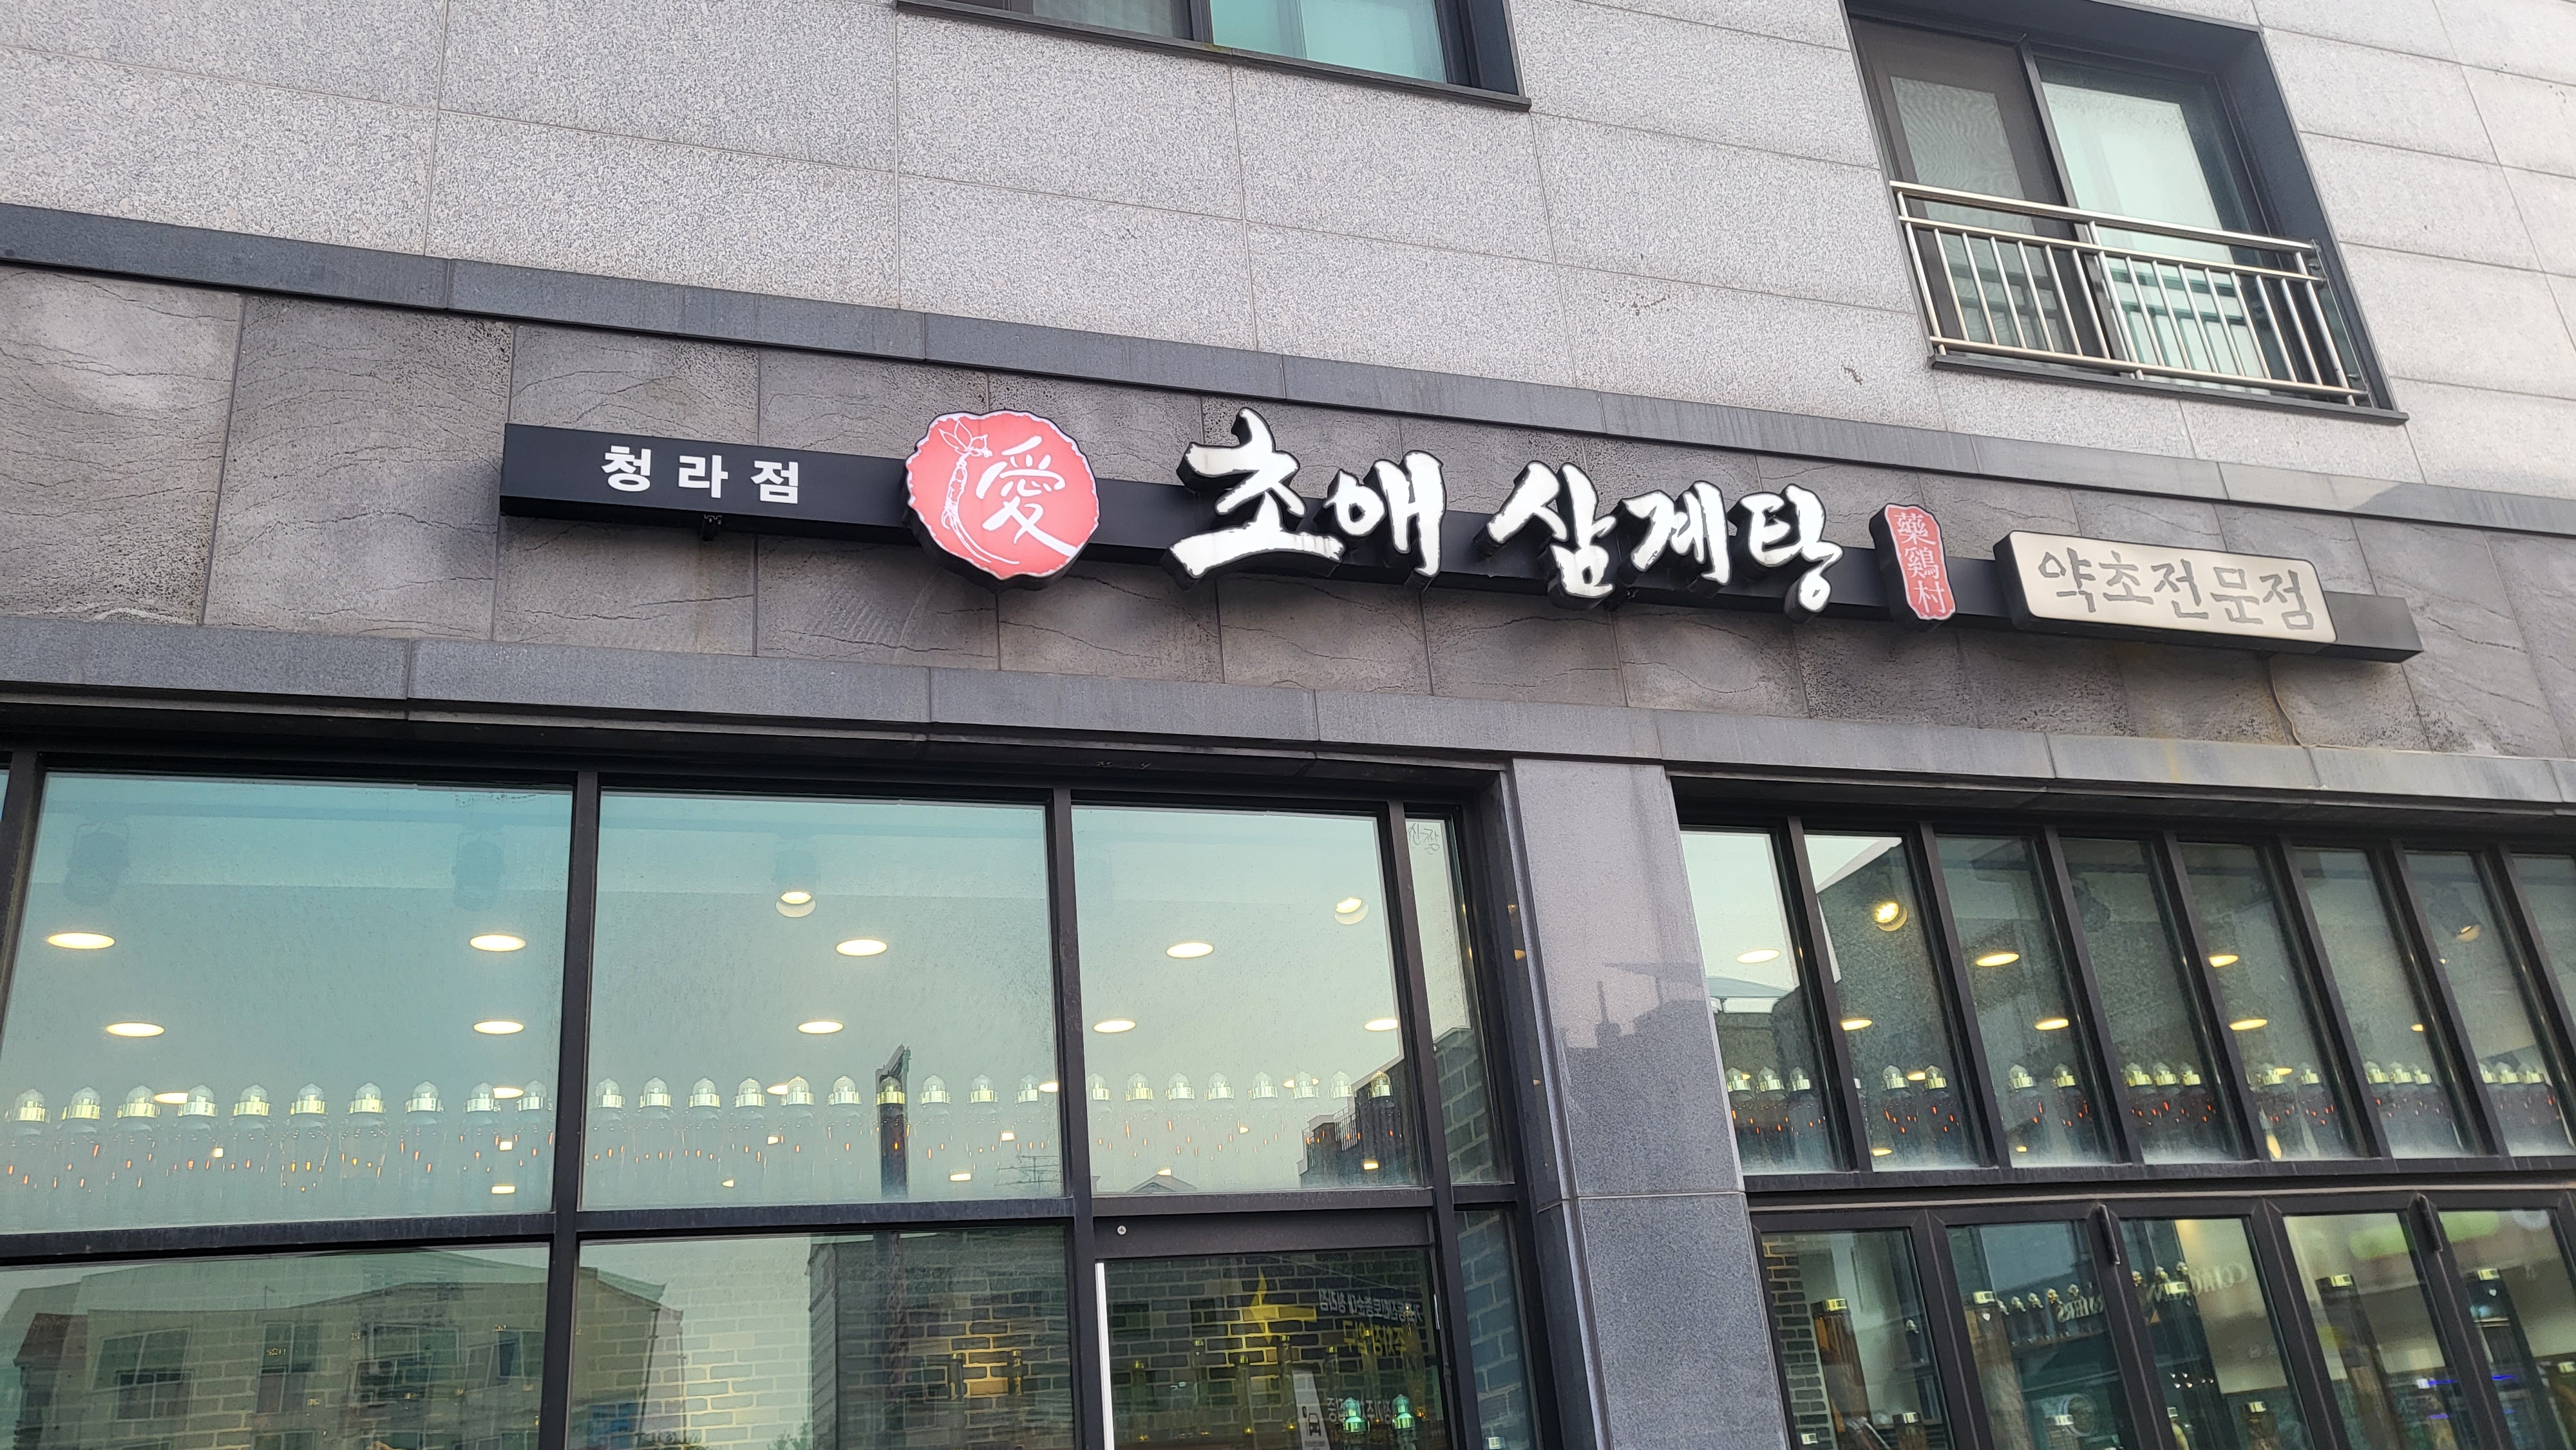 청라점 愛 초애 삼계탕 藥鷄村 약초전문점